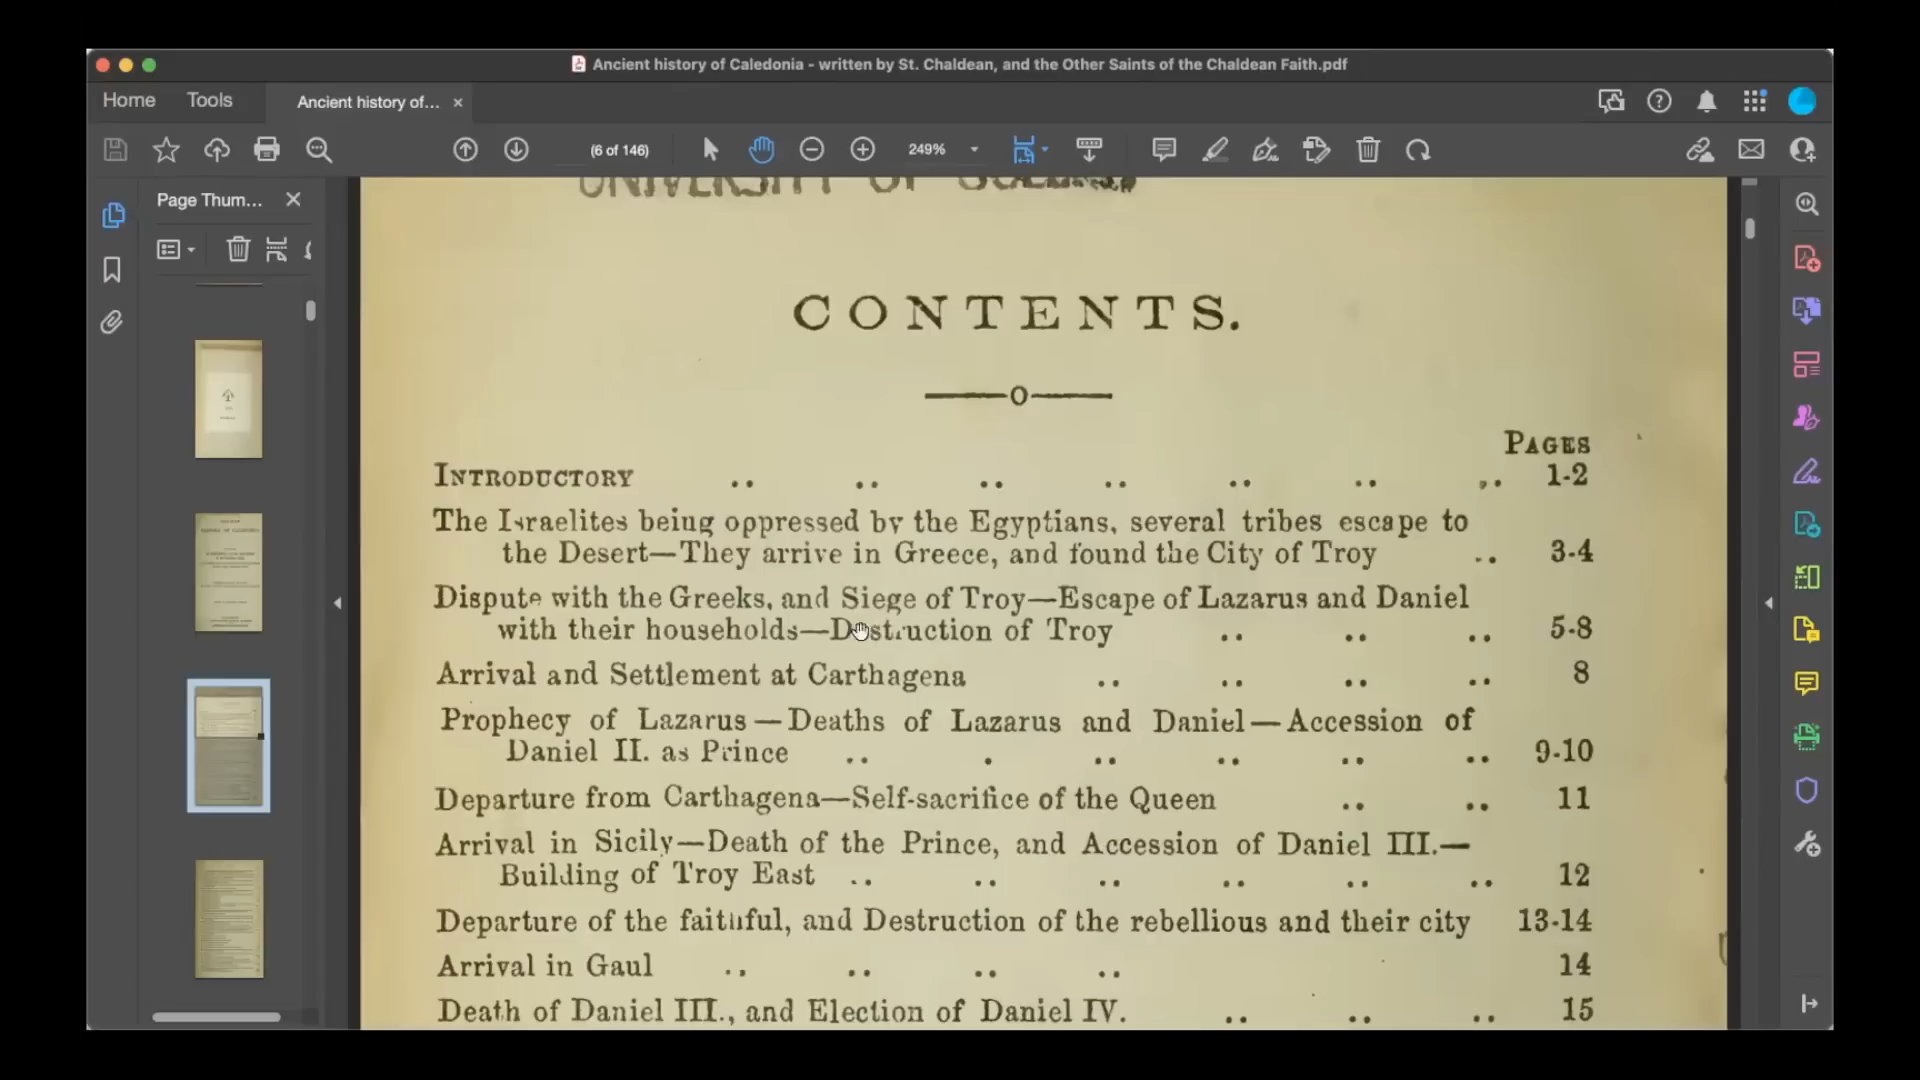 Ancient history of Caledonia - written by St. Chaldean, and the Other Saints of the Chaldean Faith.pdf
Home Tools Ancient history of...
(6 of 146) 249%
Page Thum...
UNIVERSITY OF
CONTENTS.
PAGES
INTRODUCTORY .. .. .. .. .. .. .. 1-2
The Israelites being oppressed by the Egyptians, several tribes escape to
the Desert—They arrive in Greece, and found the City of Troy .. 3-4
Dispute with the Greeks, and Siege of Troy—Escape of Lazarus and Daniel
with their households—Destruction of Troy .. .. .. 5-8
Arrival and Settlement at Carthagena .. .. .. .. 8
Prophecy of Lazarus—Deaths of Lazarus and Daniel—Accession of
Daniel II. as Prince .. . .. .. .. .. 9-10
Departure from Carthagena—Self-sacrifice of the Queen .. .. 11
Arrival in Sicily—Death of the Prince, and Accession of Daniel III.—
Building of Troy East .. .. .. .. .. .. 12
Departure of the faithful, and Destruction of the rebellious and their city 13-14
Arrival in Gaul .. .. .. .. 14
Death of Daniel III., and Election of Daniel IV. .. .. .. 15